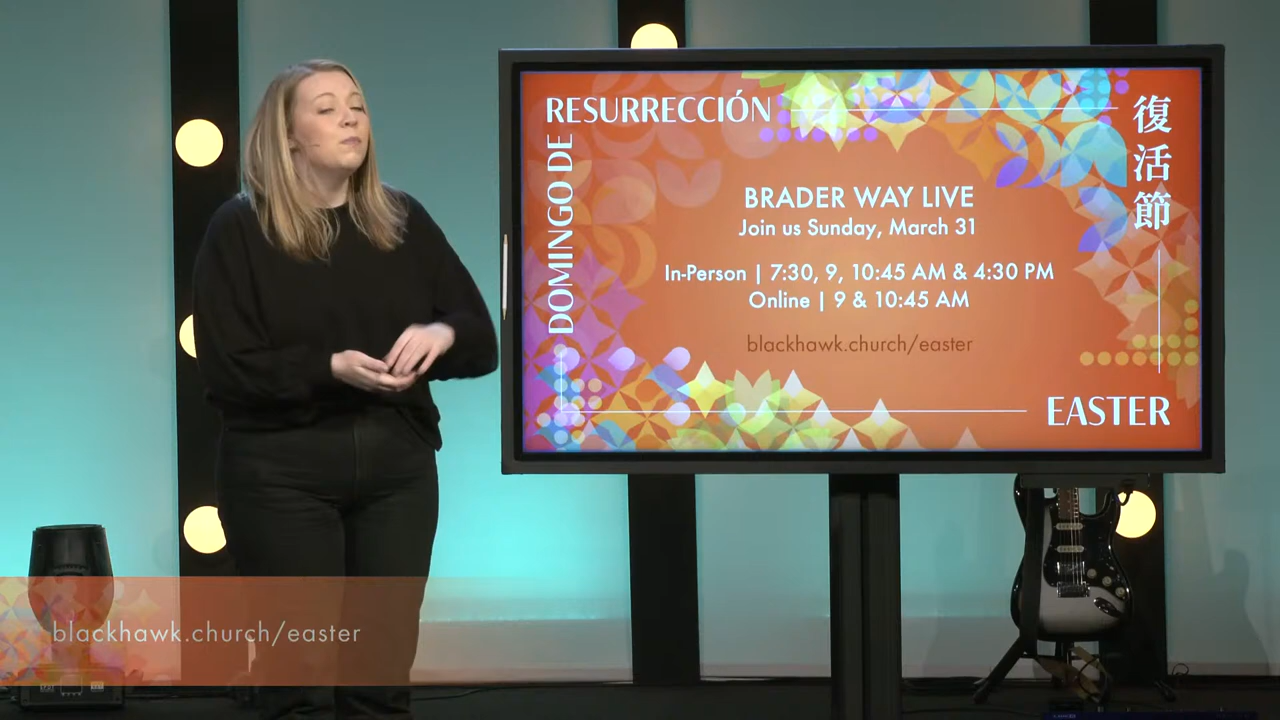 RESURRECCIÓN
DOMINGO DE
復活節
BRADER WAY LIVE
Join us Sunday, March 31
In-Person | 7:30, 9, 10:45 AM & 4:30 PM
Online | 9 & 10:45 AM
blackhawk.church/easter
EASTER
blackhawk.church/easter